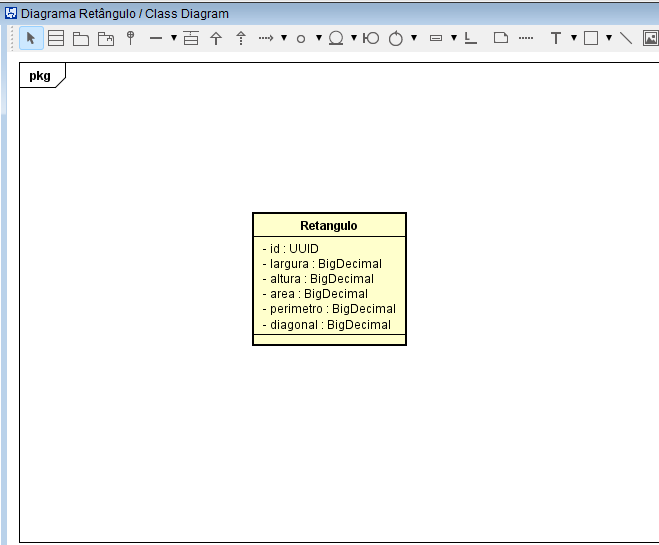 Diagrama Retângulo / Class Diagram
pkg
Retangulo
- id : UUID
- largura : BigDecimal
- altura : BigDecimal
- area : BigDecimal
- perimetro : BigDecimal
- diagonal : BigDecimal